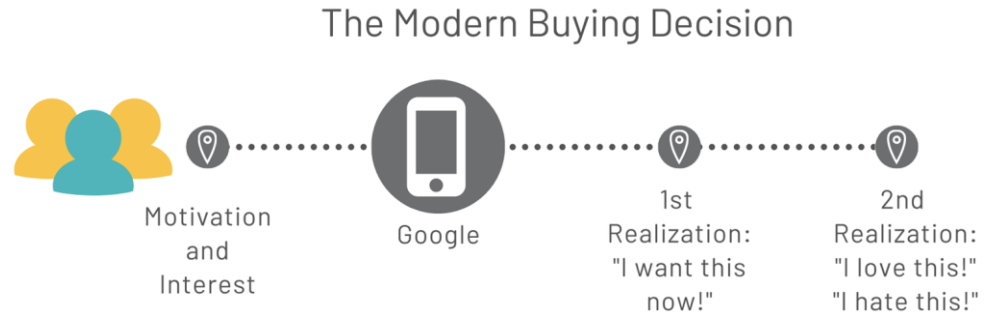 The Modern Buying Decision
Motivation
and
Interest
Google
1st
Realization:
"I want this
now!"
2nd
Realization:
"I love this!"
"I hate this!"